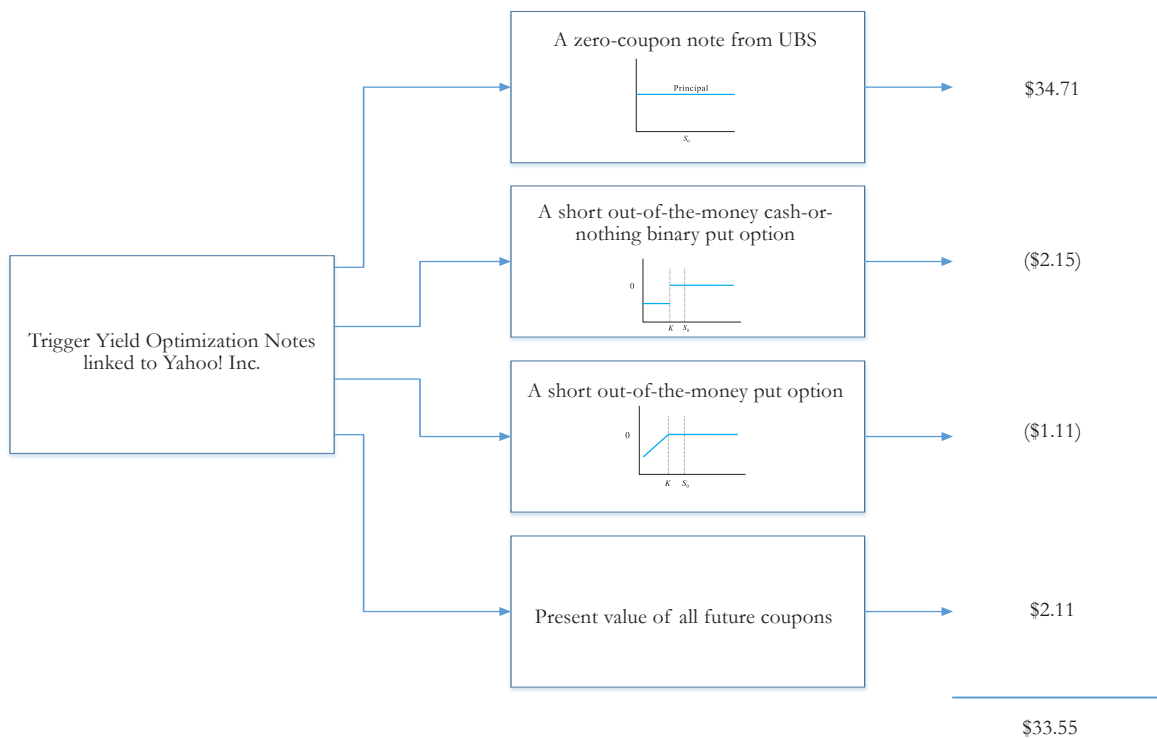 A zero-coupon note from UBS
Principal
S0
$34.71
A short out-of-the-money cash-or-
nothing binary put option
0
K
S0
($2.15)
Trigger Yield Optimization Notes
linked to Yahoo! Inc.
A short out-of-the-money put option
0
K
S0
($1.11)
Present value of all future coupons
$2.11
$33.55